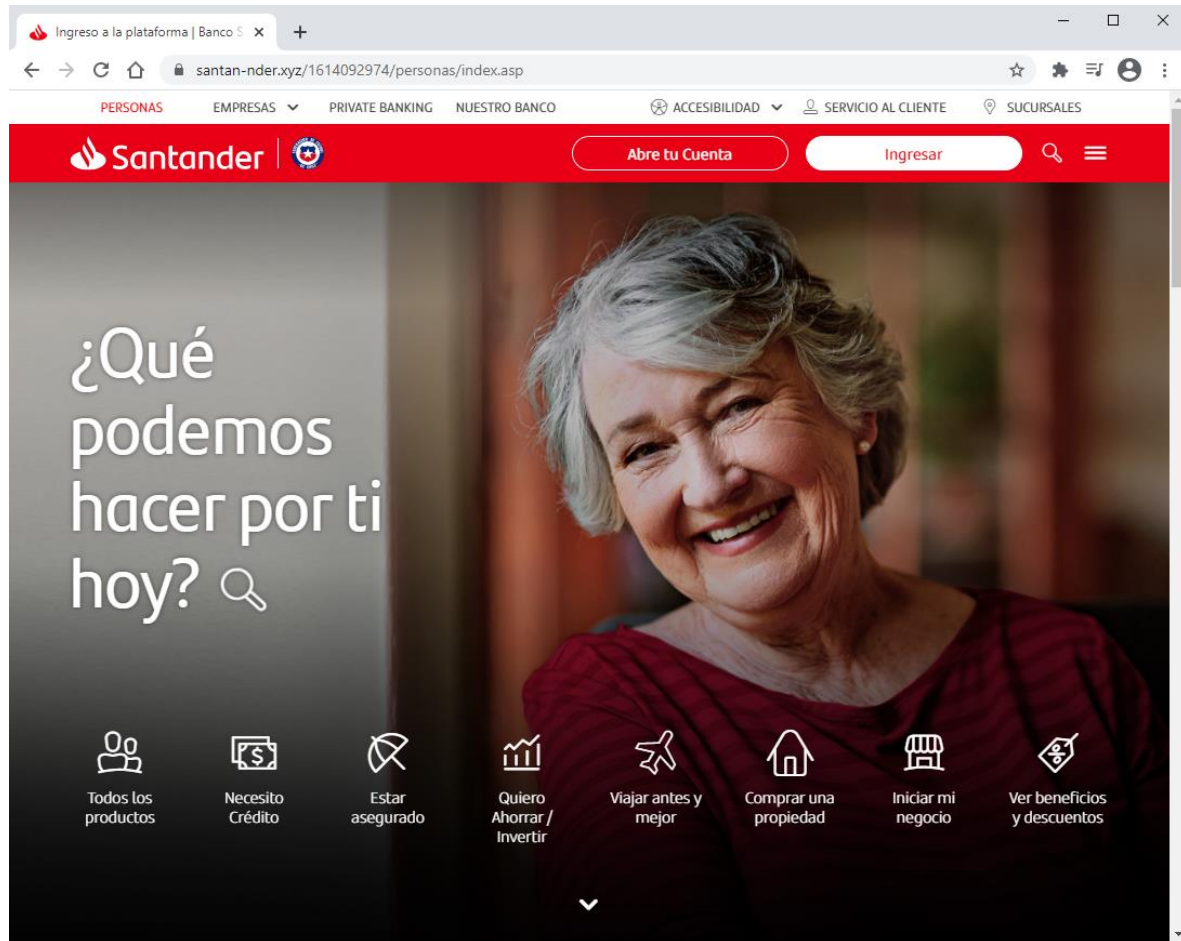 Ingreso a la plataforma | Banco S
santan-nder.xyz/1614092974/personas/index.asp
PERSONAS EMPRESAS PRIVATE BANKING NUESTRO BANCO ACCESIBILIDAD SERVICIO AL CLIENTE SUCURSALES
Santander Abre tu Cuenta Ingresar
¿Qué
podemos
hacer por ti
hoy?
Todos los
productos
Necesito
Crédito
Estar
asegurado
Quiero
Ahorrar /
Invertir
Viajar antes y
mejor
Comprar una
propiedad
Iniciar mi
negocio
Ver beneficios
y descuentos